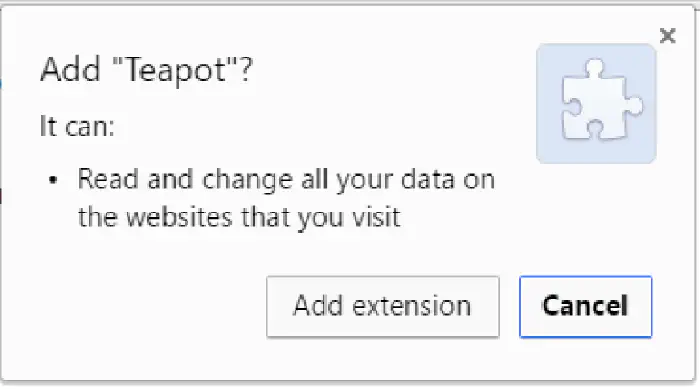 Add "Teapot"?
It can:
• Read and change all your data on
the websites that you visit
Add extension
Cancel